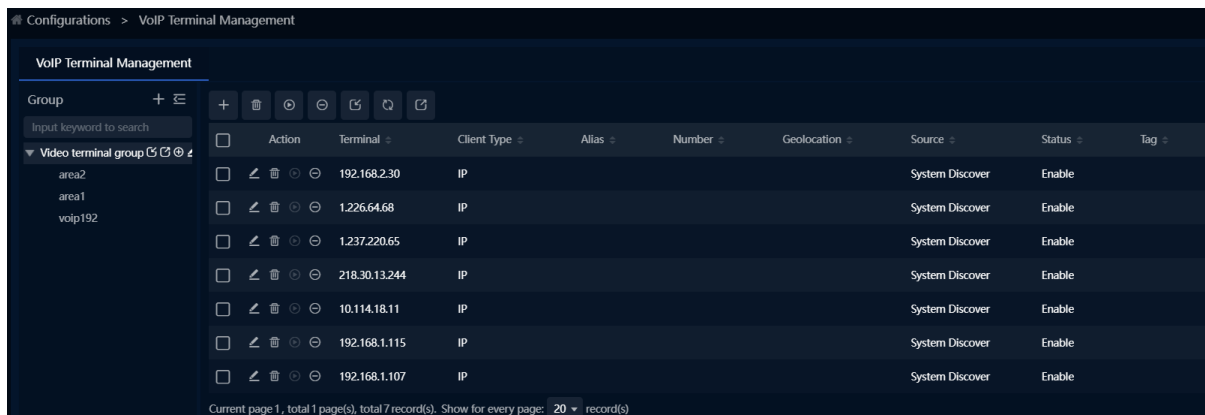 Configurations > VoIP Terminal Management
VoIP Terminal Management
Group
Input keyword to search
Video terminal group
area2
area1
voip192
Action Terminal Client Type Alias Number Geolocation Source Status Tag
192.168.2.30 IP System Discover Enable
1.226.64.68 IP System Discover Enable
1.237.220.65 IP System Discover Enable
218.30.13.244 IP System Discover Enable
10.114.18.11 IP System Discover Enable
192.168.1.115 IP System Discover Enable
192.168.1.107 IP System Discover Enable
Current page 1 , total 1 page(s), total 7 record(s). Show for every page: 20 record(s)